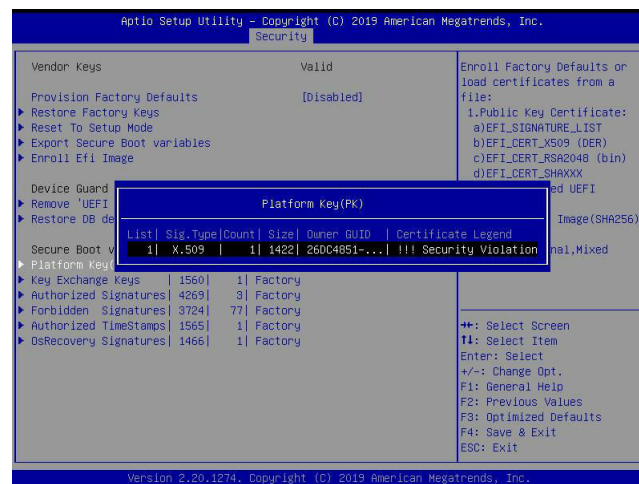 Aptio Setup Utility – Copyright (C) 2019 American Megatrends, Inc.
Security
Vendor Keys Valid
Provision Factory Defaults [Disabled]
Restore Factory Keys
Reset To Setup Mode
Export Secure Boot variables
Enroll Efi Image
Device Guard
Remove 'UEFI
Restore DB de
Secure Boot v
Platform Key(
Key Exchange Keys | 1560| 1| Factory
Authorized Signatures| 4269| 3| Factory
Forbidden Signatures| 3724| 77| Factory
Authorized TimeStamps| 1565| 1| Factory
OsRecovery Signatures| 1466| 1| Factory
Platform Key(PK)
List| Sig.Type|Count| Size| Owner GUID | Certificate Legend
1| X.509 | 1| 1422| 26DC4851-...| !!! Security Violation
Enroll Factory Defaults or
load certificates from a
file:
1.Public Key Certificate:
a)EFI_SIGNATURE_LIST
b)EFI_CERT_X509 (DER)
c)EFI_CERT_RSA2048 (bin)
d)EFI_CERT_SHAXXX
ed UEFI
Image(SHA256)
nal,Mixed
→←: Select Screen
↑↓: Select Item
Enter: Select
+/-: Change Opt.
F1: General Help
F2: Previous Values
F3: Optimized Defaults
F4: Save & Exit
ESC: Exit
Version 2.20.1274. Copyright (C) 2019 American Megatrends, Inc.